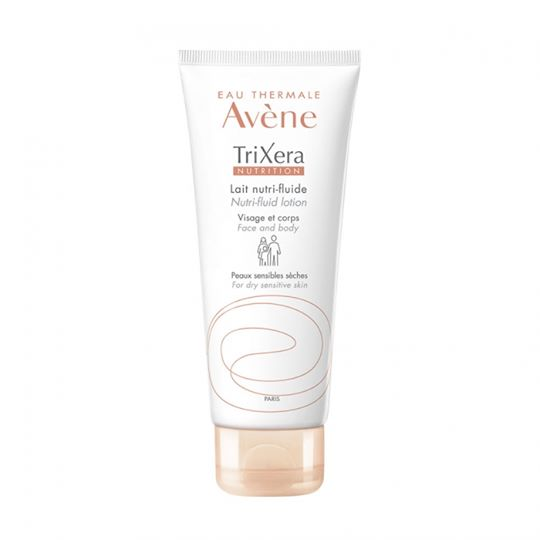 EAU THERMALE
Avène
TriXera
NUTRITION
Lait nutri-fluide
Nutri-fluid lotion
Visage et corps
Face and body
Peaux sensibles sèches
For dry sensitive skin
PARIS